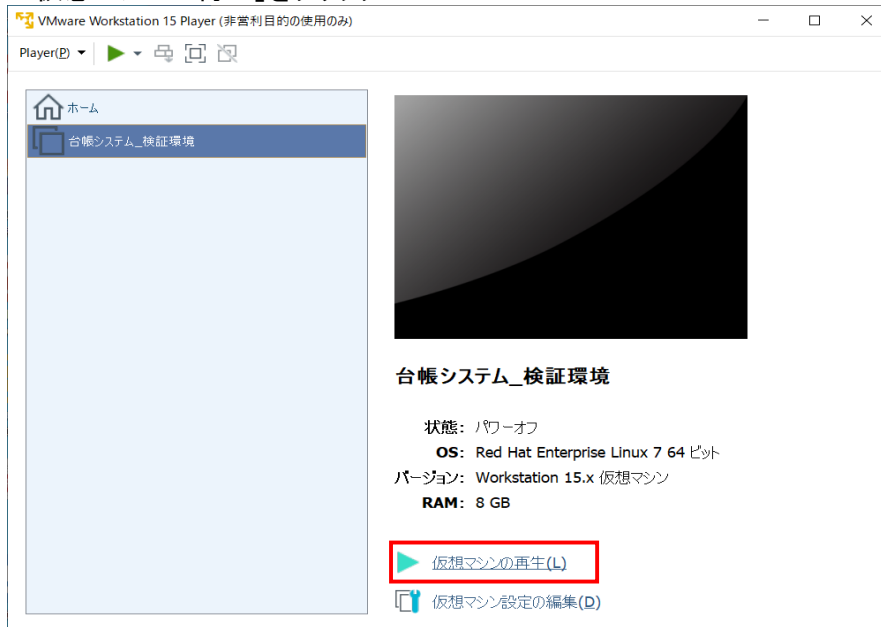 VMware Workstation 15 Player (非営利目的の使用のみ)
Player(P)
ホーム
台帳システム_検証環境
台帳システム_検証環境
状態: パワーオフ
OS: Red Hat Enterprise Linux 7 64 ビット
バージョン: Workstation 15.x 仮想マシン
RAM: 8 GB
仮想マシンの再生(L)
仮想マシン設定の編集(D)